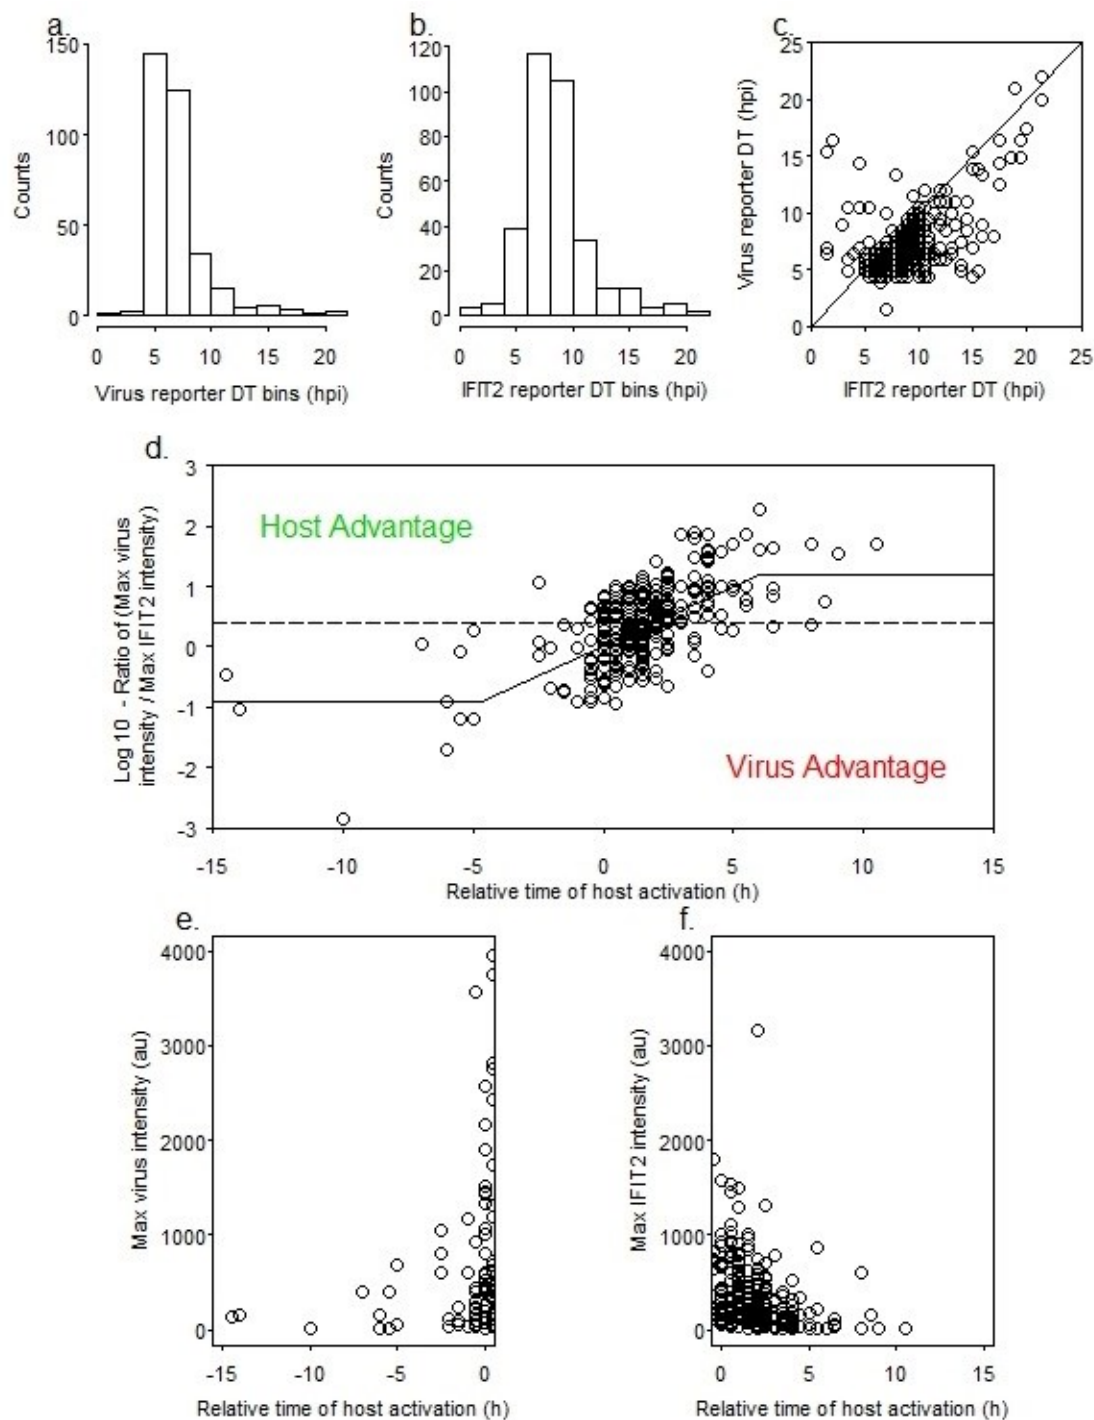 a.
150
100
50
0
Counts
0 5 10 15 20
Virus reporter DT bins (hpi)
b.
120
100
80
60
40
20
0
Counts
0 5 10 15 20
IFIT2 reporter DT bins (hpi)
c.
25
20
15
10
5
0
Virus reporter DT (hpi)
0 5 10 15 20 25
IFIT2 reporter DT (hpi)
d.
3
2
1
0
-1
-2
-3
Log 10 - Ratio of (Max virus
intensity / Max IFIT2 intensity)
Host Advantage
Virus Advantage
-15 -10 -5 0 5 10 15
Relative time of host activation (h)
e.
4000
3000
2000
1000
0
Max virus intensity (au)
-15 -10 -5 0
Relative time of host activation (h)
f.
4000
3000
2000
1000
0
Max IFIT2 intensity (au)
0 5 10 15
Relative time of host activation (h)